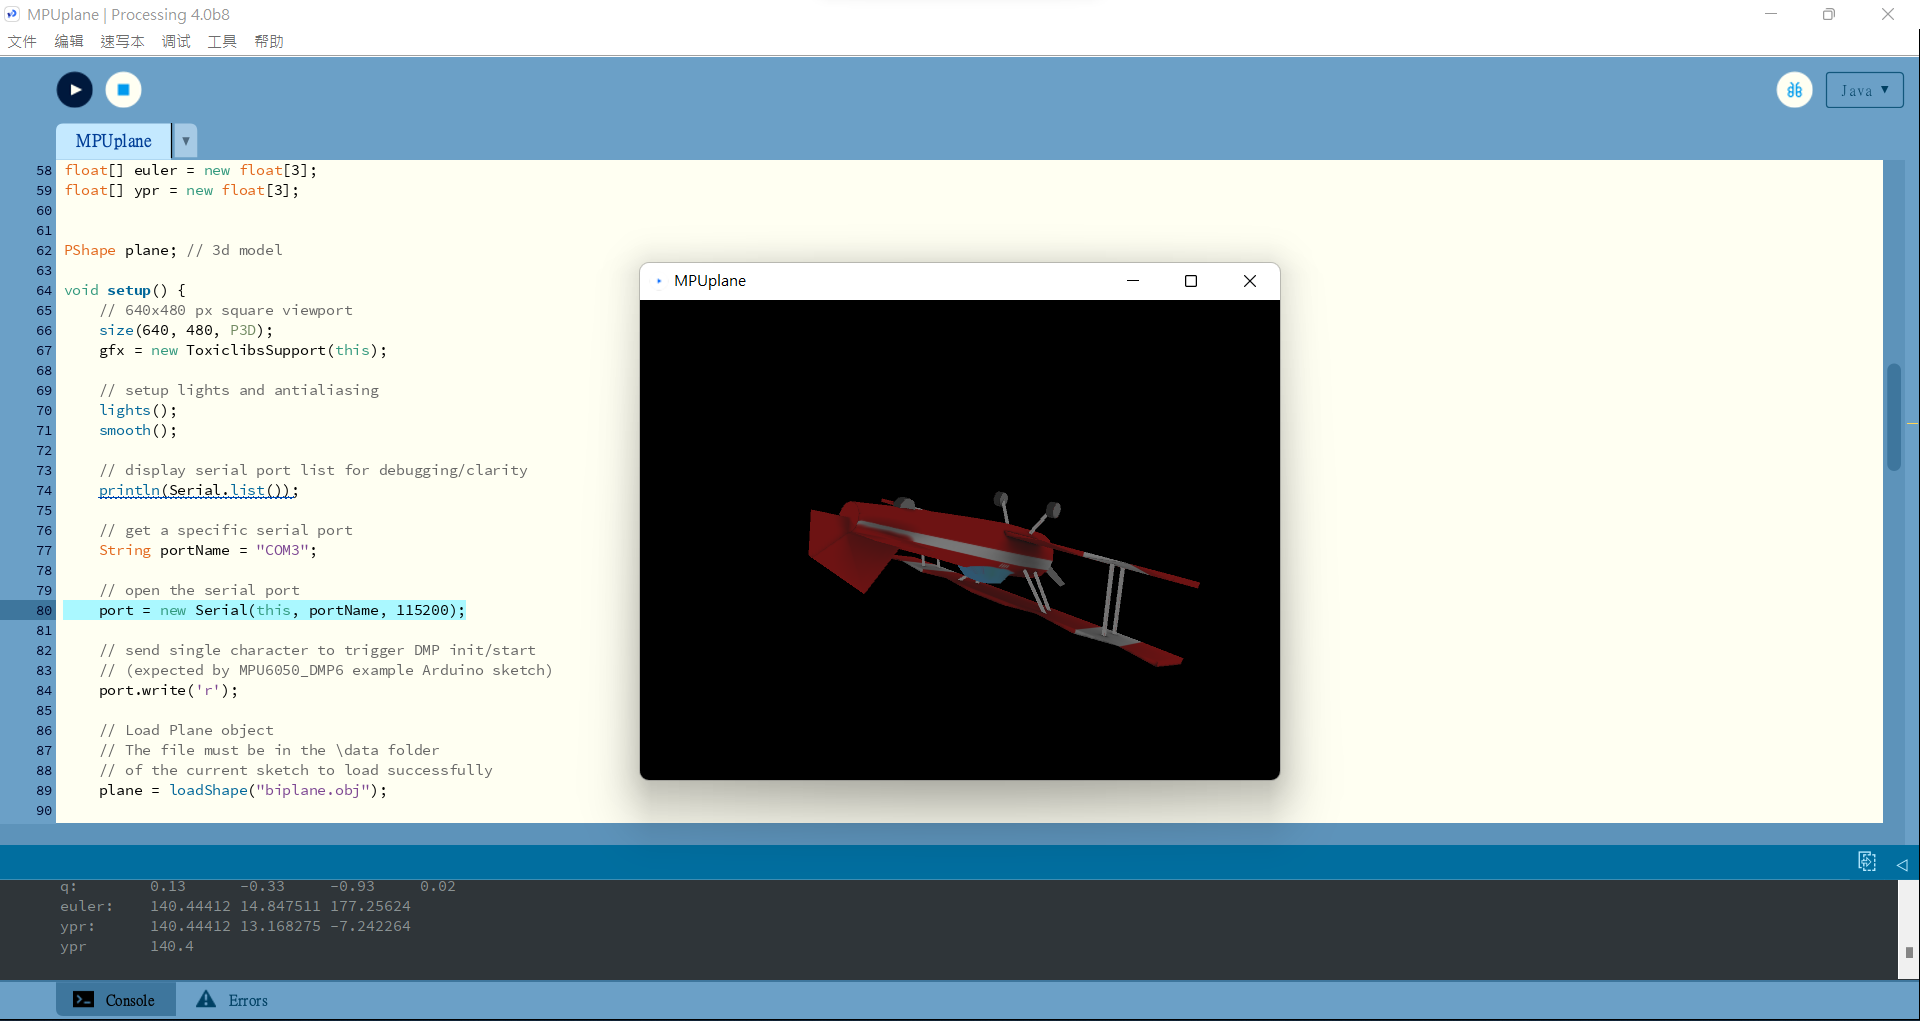 MPUplane | Processing 4.0b8
文件 编辑 速写本 调试 工具 帮助
Java ▼
MPUplane ▼
58 float[] euler = new float[3];
59 float[] ypr = new float[3];
60
61
62 PShape plane; // 3d model
63
64 void setup() {
65 // 640x480 px square viewport
66 size(640, 480, P3D);
67 gfx = new ToxiclibsSupport(this);
68
69 // setup lights and antialiasing
70 lights();
71 smooth();
72
73 // display serial port list for debugging/clarity
74 println(Serial.list());
75
76 // get a specific serial port
77 String portName = "COM3";
78
79 // open the serial port
80 port = new Serial(this, portName, 115200);
81
82 // send single character to trigger DMP init/start
83 // (expected by MPU6050_DMP6 example Arduino sketch)
84 port.write('r');
85
86 // Load Plane object
87 // The file must be in the \data folder
88 // of the current sketch to load successfully
89 plane = loadShape("biplane.obj");
90
MPUplane
q: 0.13 -0.33 -0.93 0.02
euler: 140.44412 14.847511 177.25624
ypr: 140.44412 13.168275 -7.242264
ypr 140.4
Console Errors